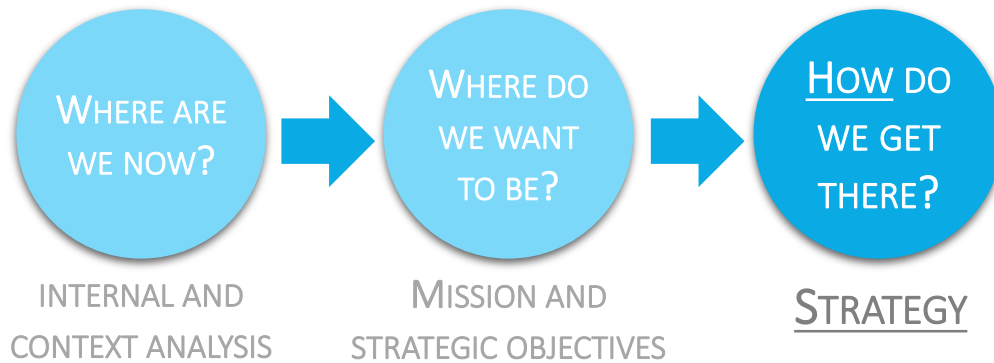 WHERE ARE
WE NOW?
WHERE DO
WE WANT
TO BE?
HOW DO
WE GET
THERE?
INTERNAL AND
CONTEXT ANALYSIS
MISSION AND
STRATEGIC OBJECTIVES
STRATEGY